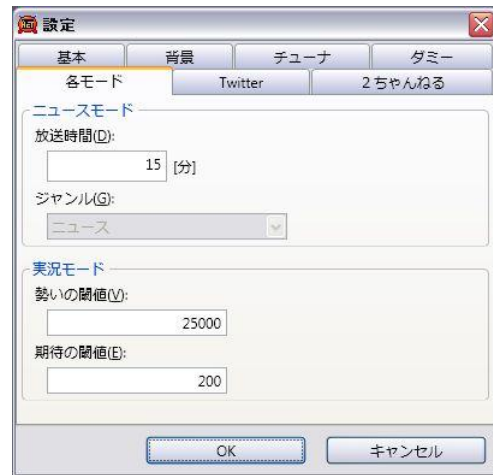 設定
基本 背景 チューナ ダミー
各モード Twitter 2ちゃんねる
ニュースモード
放送時間(D):
15 [分]
ジャンル(G):
ニュース
実況モード
勢いの閾値(V):
25000
期待の閾値(E):
200
OK キャンセル